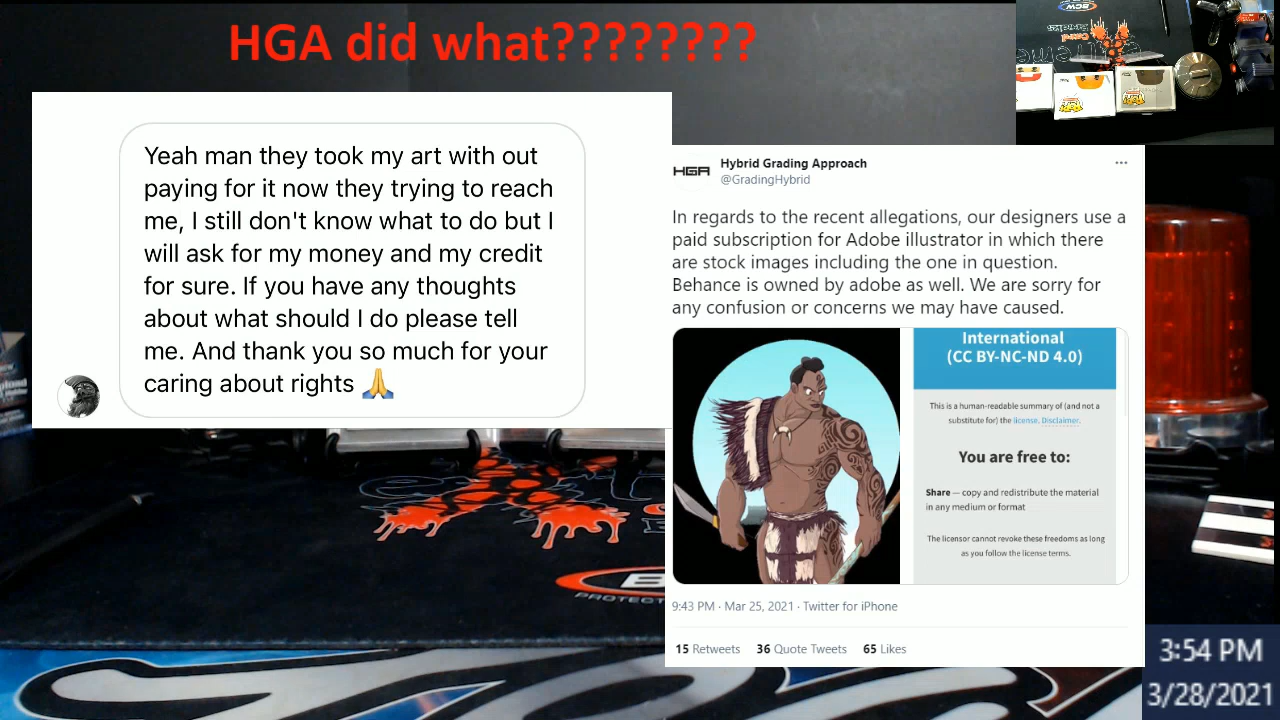 HGA did what????????
Yeah man they took my art with out
paying for it now they trying to reach
me, I still don't know what to do but I
will ask for my money and my credit
for sure. If you have any thoughts
about what should I do please tell
me. And thank you so much for your
caring about rights 🙏
HGA
Hybrid Grading Approach
@GradingHybrid
In regards to the recent allegations, our designers use a
paid subscription for Adobe illustrator in which there
are stock images including the one in question.
Behance is owned by adobe as well. We are sorry for
any confusion or concerns we may have caused.
International
(CC BY-NC-ND 4.0)
This is a human-readable summary of (and not a
substitute for) the license. Disclaimer.
You are free to:
Share — copy and redistribute the material
in any medium or format
The licensor cannot revoke these freedoms as long
as you follow the license terms.
9:43 PM · Mar 25, 2021 · Twitter for iPhone
15 Retweets 36 Quote Tweets 65 Likes
3:54 PM
3/28/2021